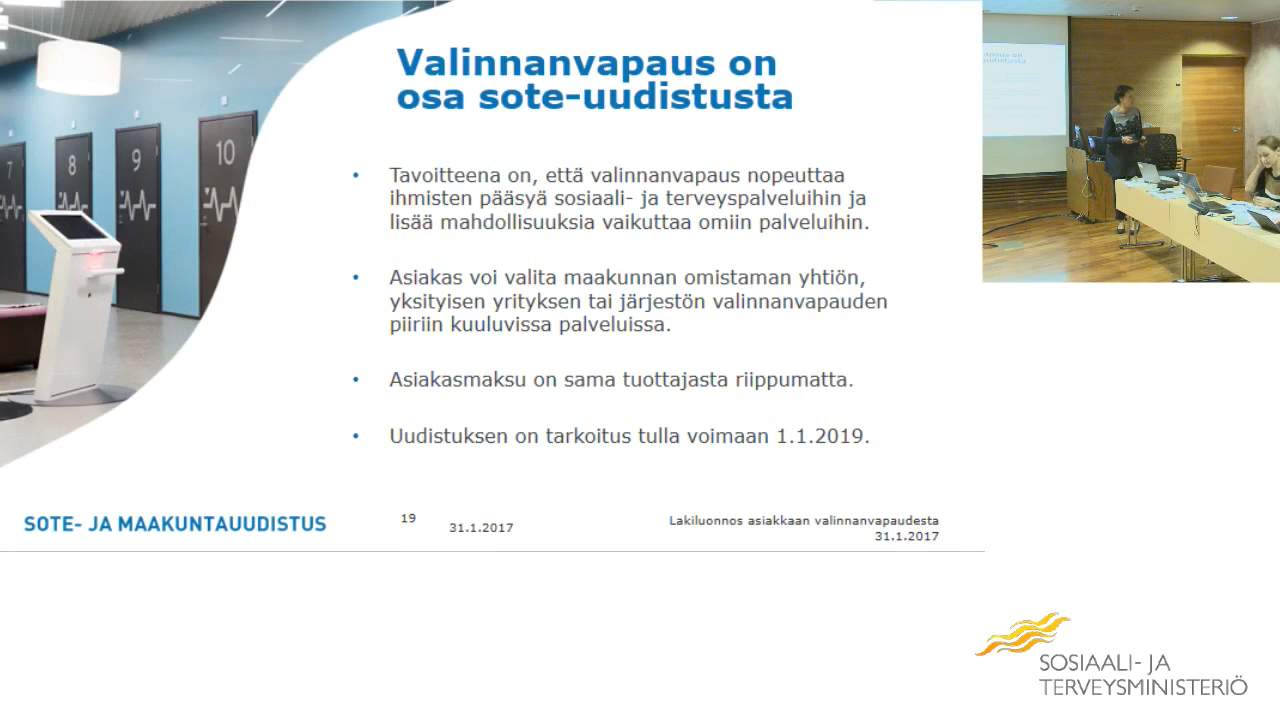 Valinnanvapaus on
osa sote-uudistusta
• Tavoitteena on, että valinnanvapaus nopeuttaa
ihmisten pääsyä sosiaali- ja terveyspalveluihin ja
lisää mahdollisuuksia vaikuttaa omiin palveluihin.
• Asiakas voi valita maakunnan omistaman yhtiön,
yksityisen yrityksen tai järjestön valinnanvapauden
piiriin kuuluvissa palveluissa.
• Asiakasmaksu on sama tuottajasta riippumatta.
• Uudistuksen on tarkoitus tulla voimaan 1.1.2019.
7
8
9
10
SOTE- JA MAAKUNTAUUDISTUS
19
31.1.2017
Lakiluonnos asiakkaan valinnanvapaudesta
31.1.2017
SOSIAALI- JA
TERVEYSMINISTERIÖ